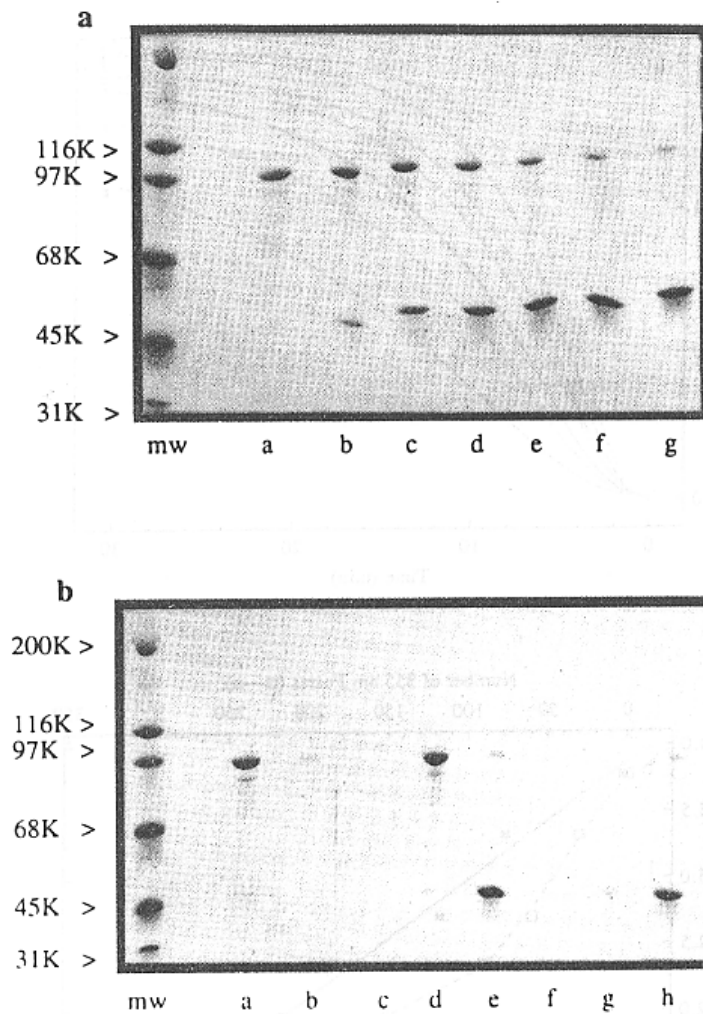 a
116K >
97K >
68K >
45K >
31K >
mw a b c d e f g
b
200K >
116K >
97K >
68K >
45K >
31K >
mw a b c d e f g h